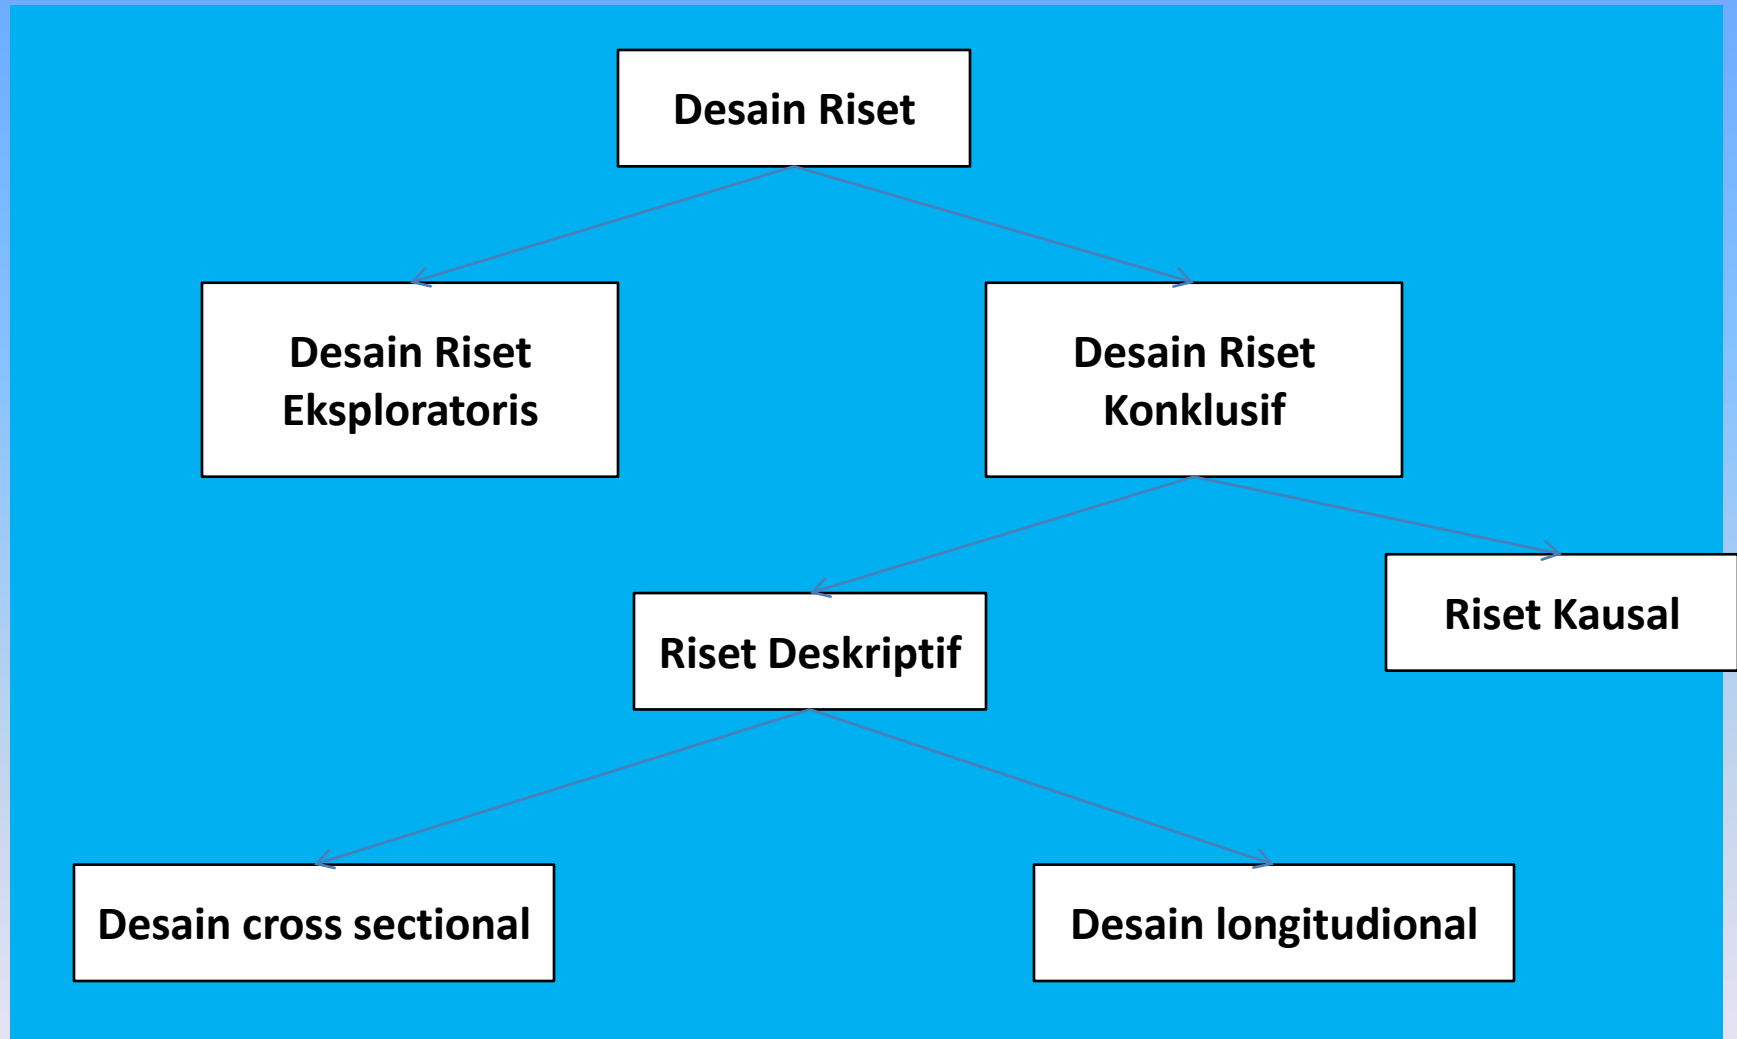 Desain Riset
Desain Riset
Eksploratoris
Desain Riset
Konklusif
Riset Kausal
Riset Deskriptif
Desain cross sectional
Desain longitudional